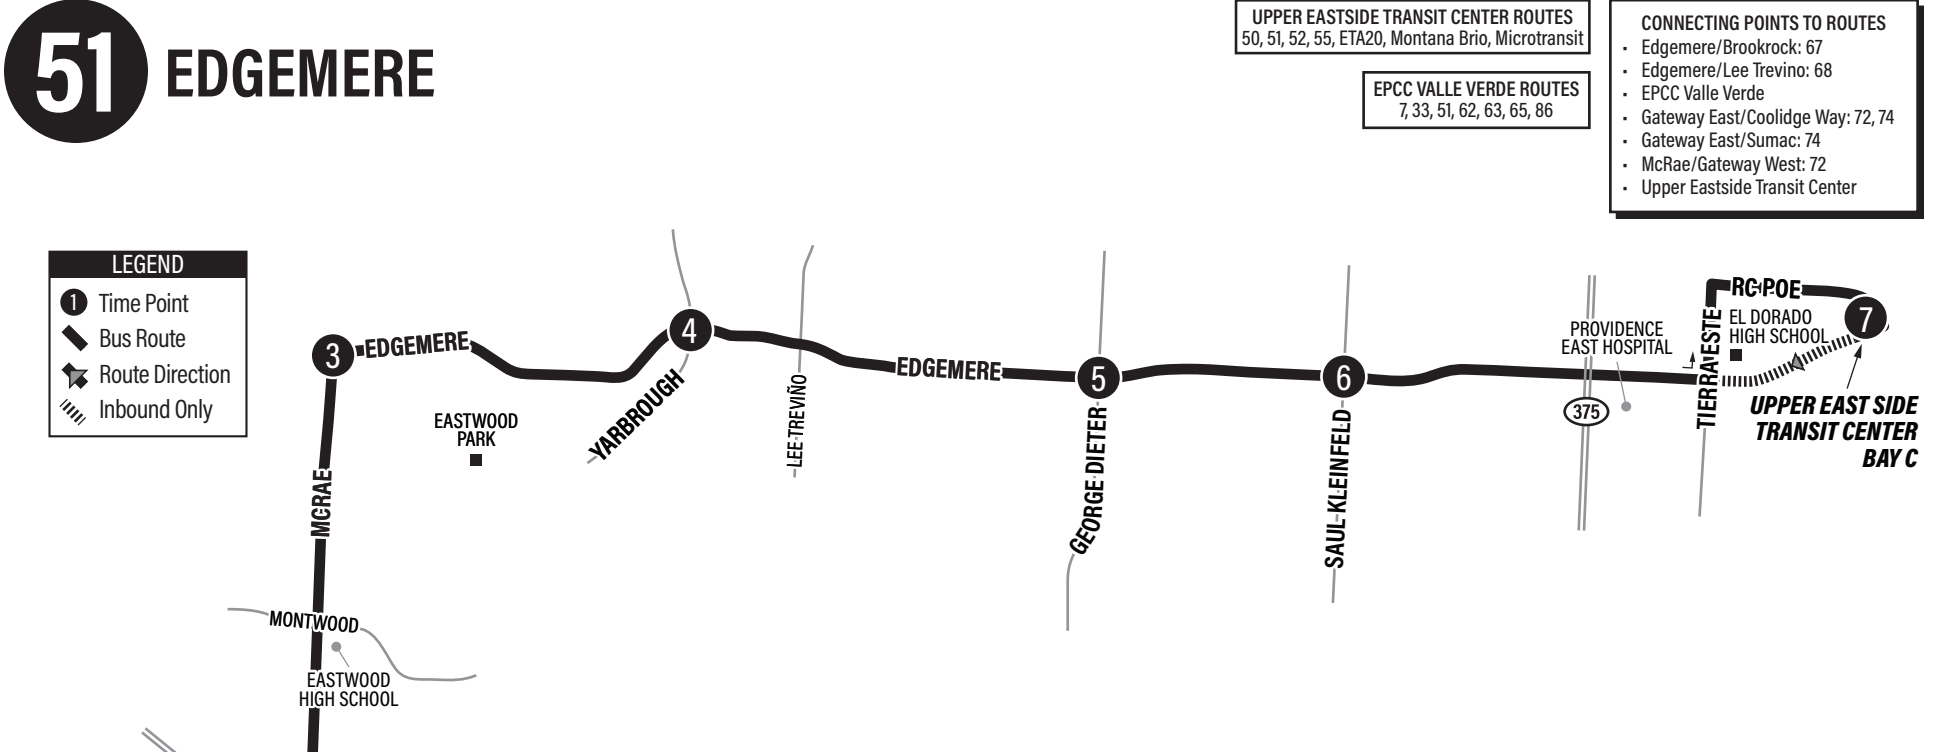 51 EDGEMERE
UPPER EASTSIDE TRANSIT CENTER ROUTES
50, 51, 52, 55, ETA20, Montana Brio, Microtransit
EPCC VALLE VERDE ROUTES
7, 33, 51, 62, 63, 65, 86
CONNECTING POINTS TO ROUTES
· Edgemere/Brookrock: 67
· Edgemere/Lee Trevino: 68
· EPCC Valle Verde
· Gateway East/Coolidge Way: 72, 74
· Gateway East/Sumac: 74
· McRae/Gateway West: 72
· Upper Eastside Transit Center
LEGEND
1 Time Point
Bus Route
Route Direction
Inbound Only
3
EDGEMERE
4
EDGEMERE
5
6
7
RC POE
EL DORADO
HIGH SCHOOL
PROVIDENCE
EAST HOSPITAL
TIERRA ESTE
375
UPPER EAST SIDE
TRANSIT CENTER
BAY C
EASTWOOD
PARK
YARBROUGH
LEE TREVIÑO
GEORGE DIETER
SAUL KLEINFELD
MCRAE
MONTWOOD
EASTWOOD
HIGH SCHOOL